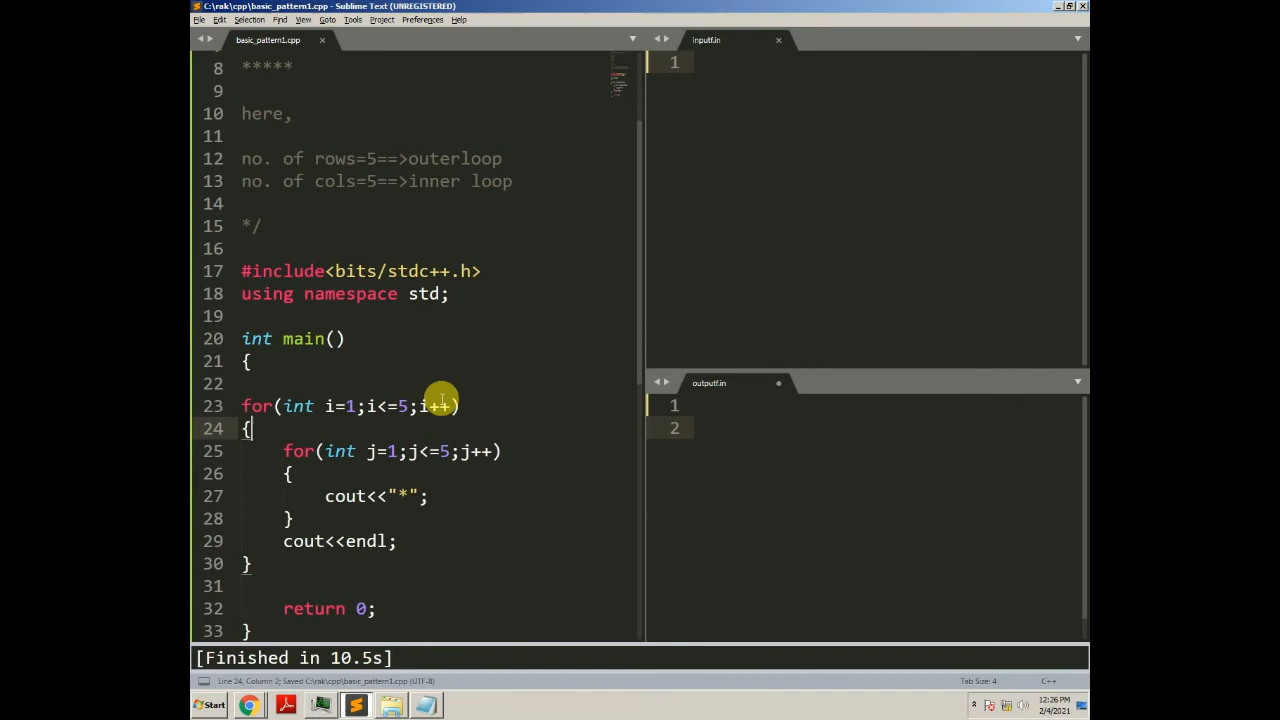 C:\rak\cpp\basic_pattern1.cpp - Sublime Text (UNREGISTERED)
File Edit Selection Find View Goto Tools Project Preferences Help
basic_pattern1.cpp
8 *****
9
10 here,
11
12 no. of rows=5==>outerloop
13 no. of cols=5==>inner loop
14
15 */
16
17 #include<bits/stdc++.h>
18 using namespace std;
19
20 int main()
21 {
22
23 for(int i=1;i<=5;i++)
24 {
25 for(int j=1;j<=5;j++)
26 {
27 cout<<"*";
28 }
29 cout<<endl;
30 }
31
32 return 0;
33 }
inputf.in
1
outputf.in
1
2
[Finished in 10.5s]
Line 24, Column 2; Saved C:\rak\cpp\basic_pattern1.cpp (UTF-8)
Tab Size: 4
C++
Start
12:26 PM
2/4/2021